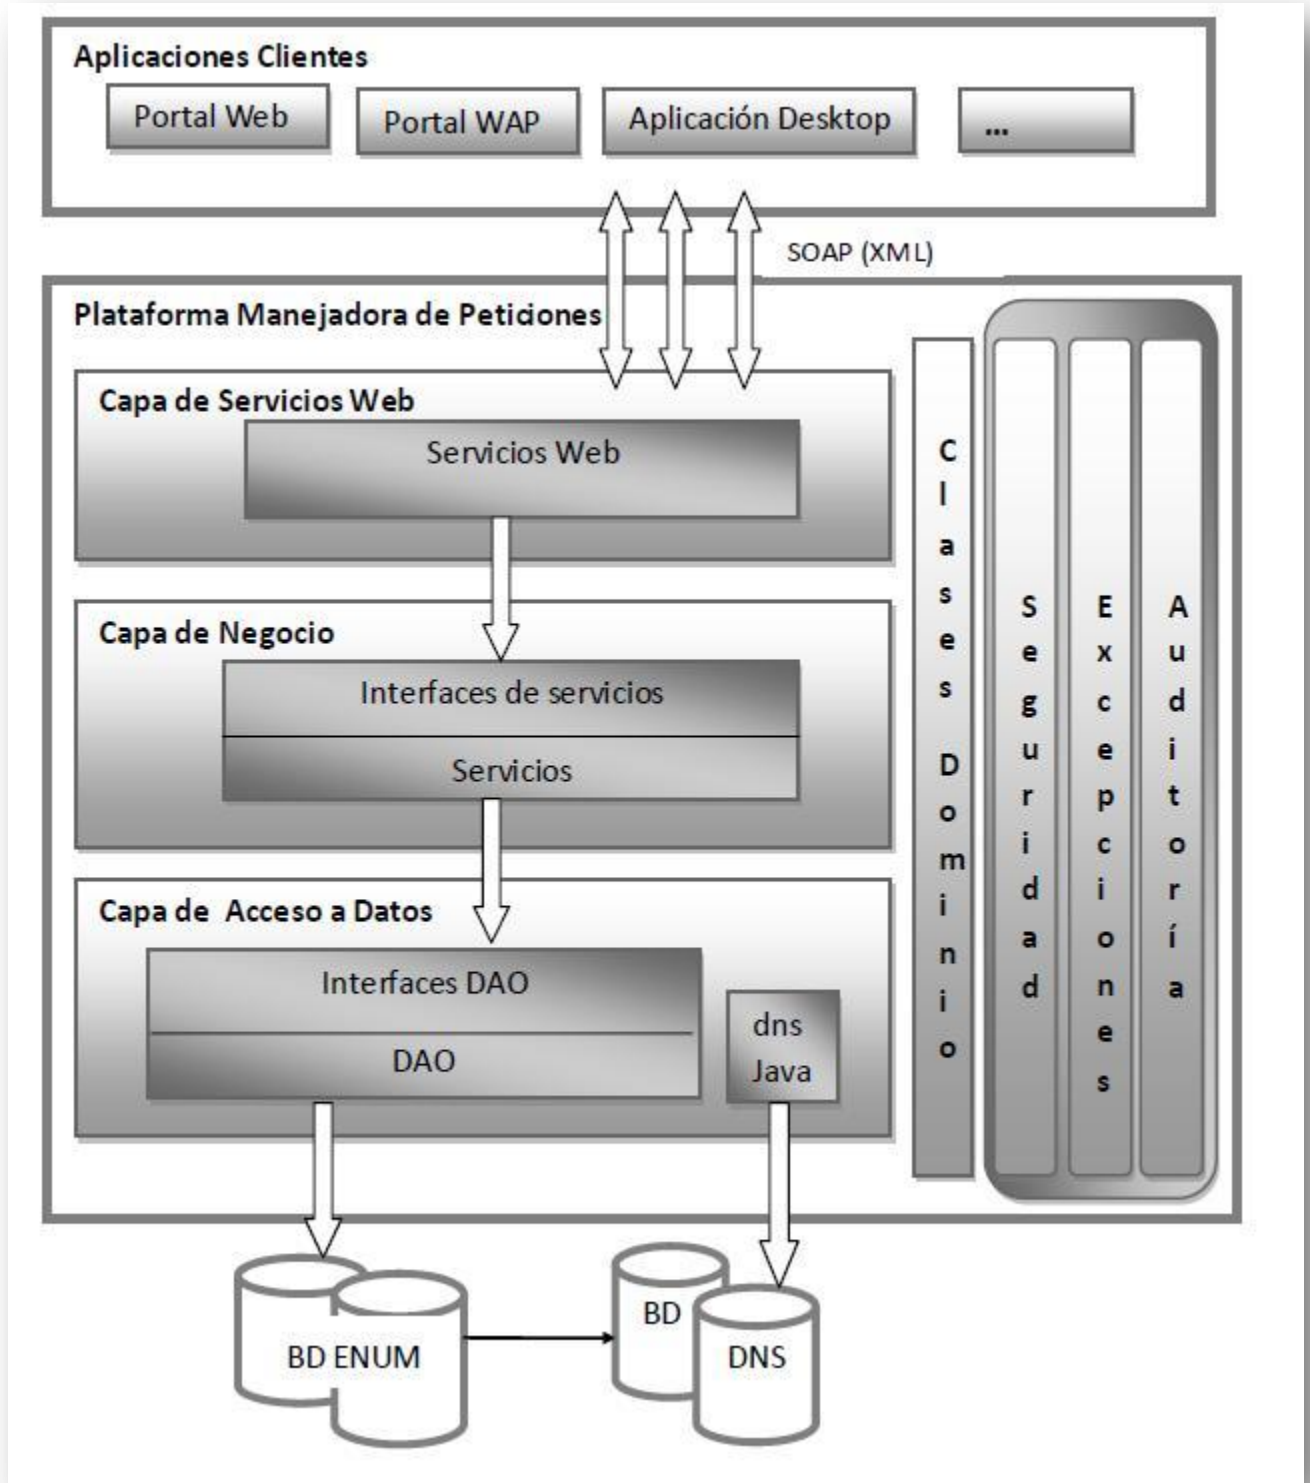 Aplicaciones Clientes
Portal Web
Portal WAP
Aplicación Desktop
...
SOAP (XML)
Plataforma Manejadora de Peticiones
Capa de Servicios Web
Servicios Web
Capa de Negocio
Interfaces de servicios
Servicios
Capa de Acceso a Datos
Interfaces DAO
DAO
dns
Java
Clases Dominio
Seguridad
Excepciones
Auditoría
BD ENUM
BD
DNS